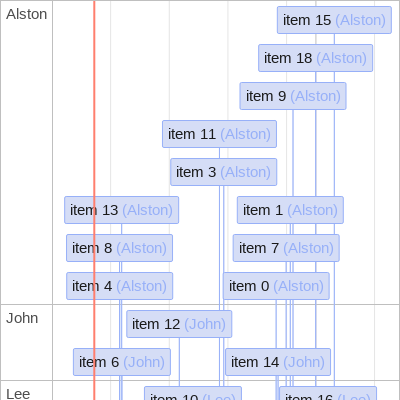 Alston
item 15 (Alston)
item 18 (Alston)
item 9 (Alston)
item 11 (Alston)
item 3 (Alston)
item 13 (Alston) item 1 (Alston)
item 8 (Alston) item 7 (Alston)
item 4 (Alston) item 0 (Alston)
John
item 12 (John)
item 6 (John) item 14 (John)
Lee
item 10 (Lee) item 16 (Lee)